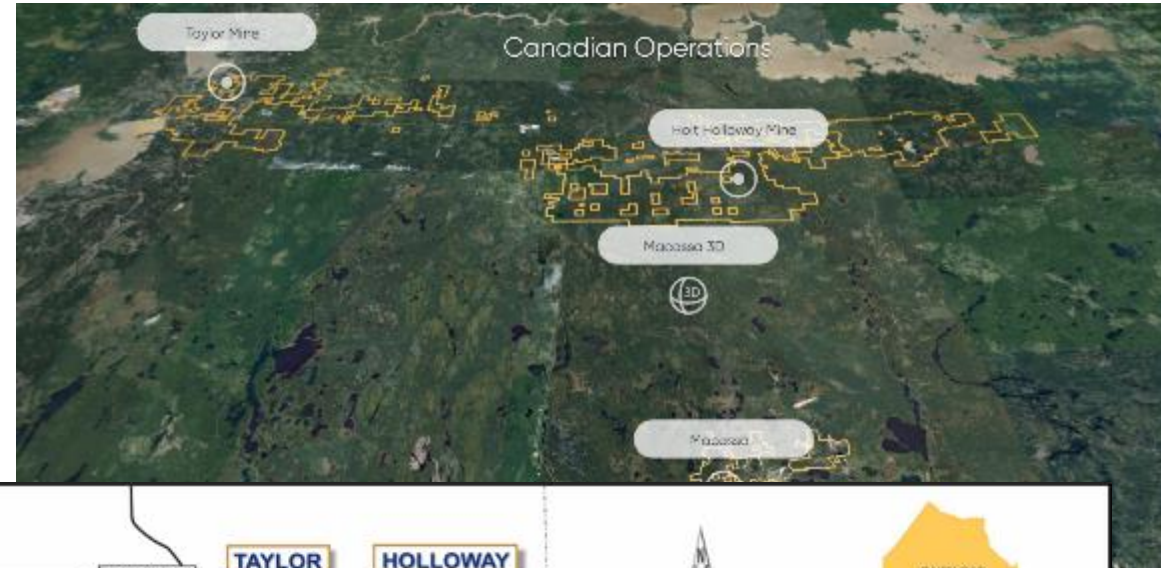 Taylor Mine
Canadian Operations
Holt Holloway Mine
Macassa 3D
3D
Macassa
TAYLOR
HOLLOWAY
N